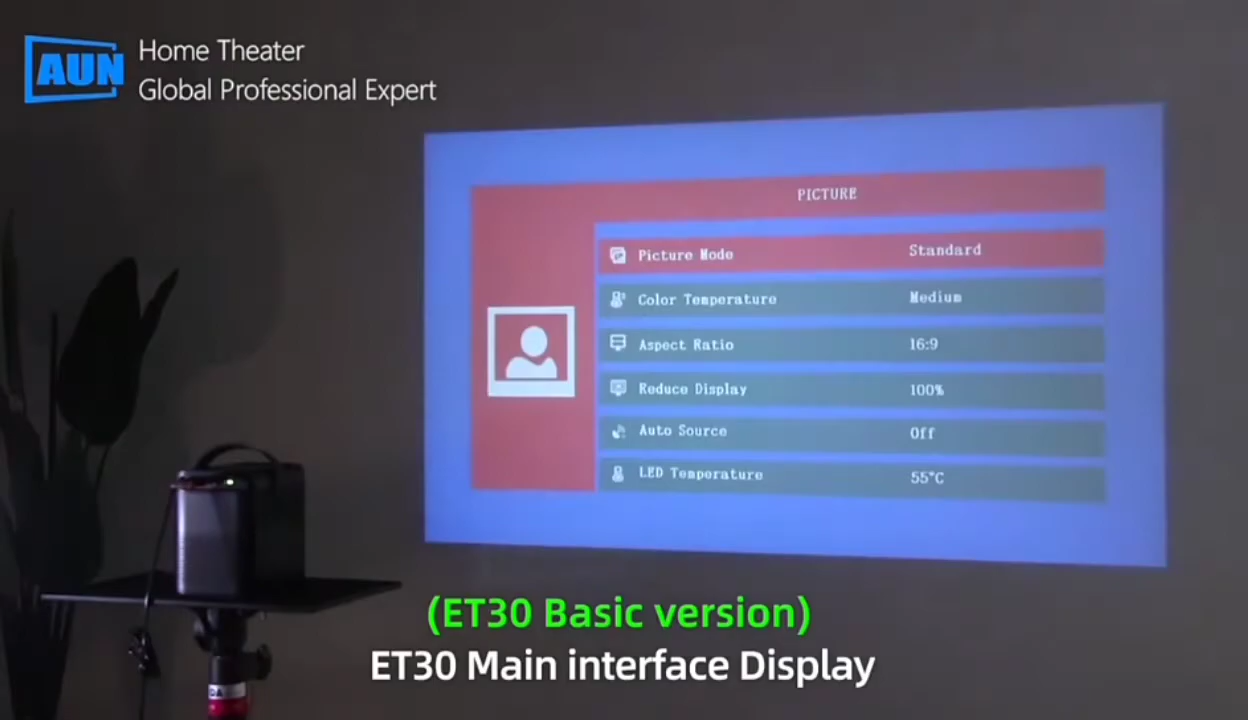 AUN
Home Theater
Global Professional Expert
PICTURE
Picture Mode Standard
Color Temperature Medium
Aspect Ratio 16:9
Reduce Display 100%
Auto Source Off
LED Temperature 55°C
(ET30 Basic version)
ET30 Main interface Display